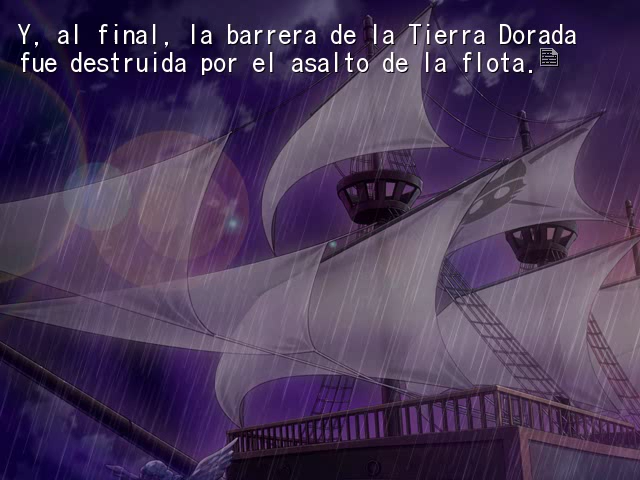 Y, al final, la barrera de la Tierra Dorada
fue destruida por el asalto de la flota.